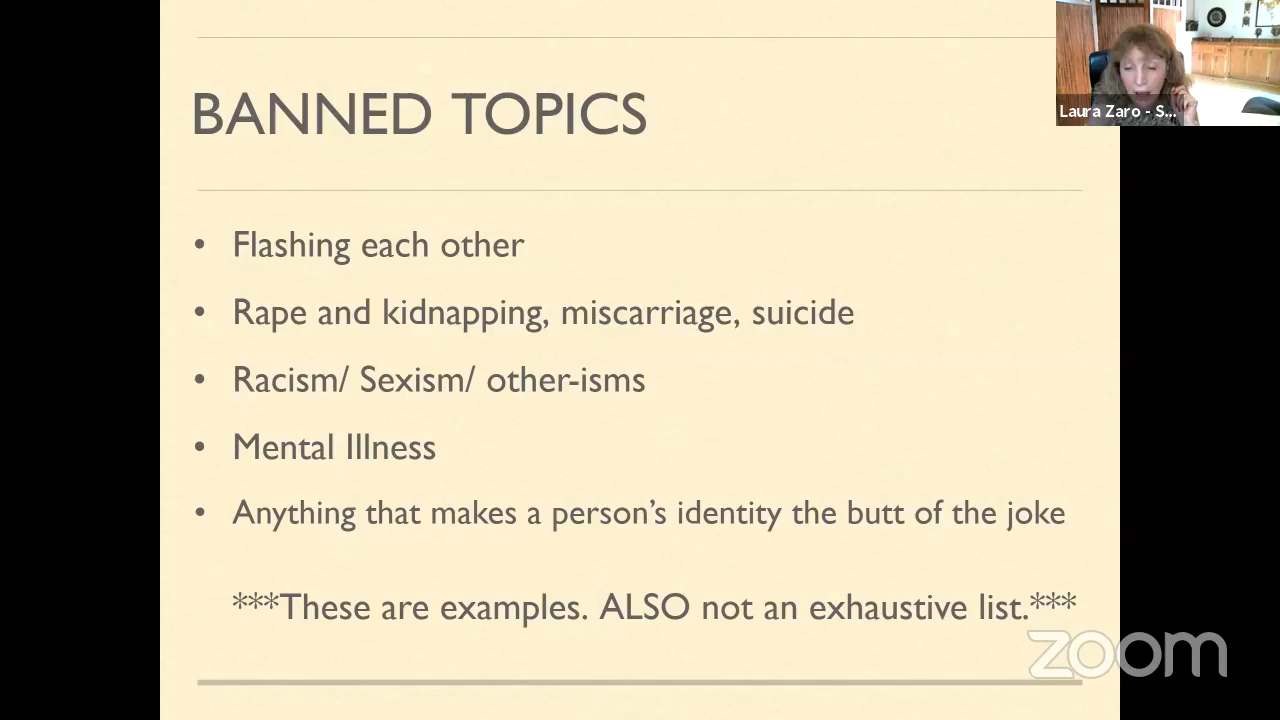 BANNED TOPICS
Laura Zaro - S...
• Flashing each other
• Rape and kidnapping, miscarriage, suicide
• Racism/ Sexism/ other-isms
• Mental Illness
• Anything that makes a person’s identity the butt of the joke
***These are examples. ALSO not an exhaustive list.***
zoom